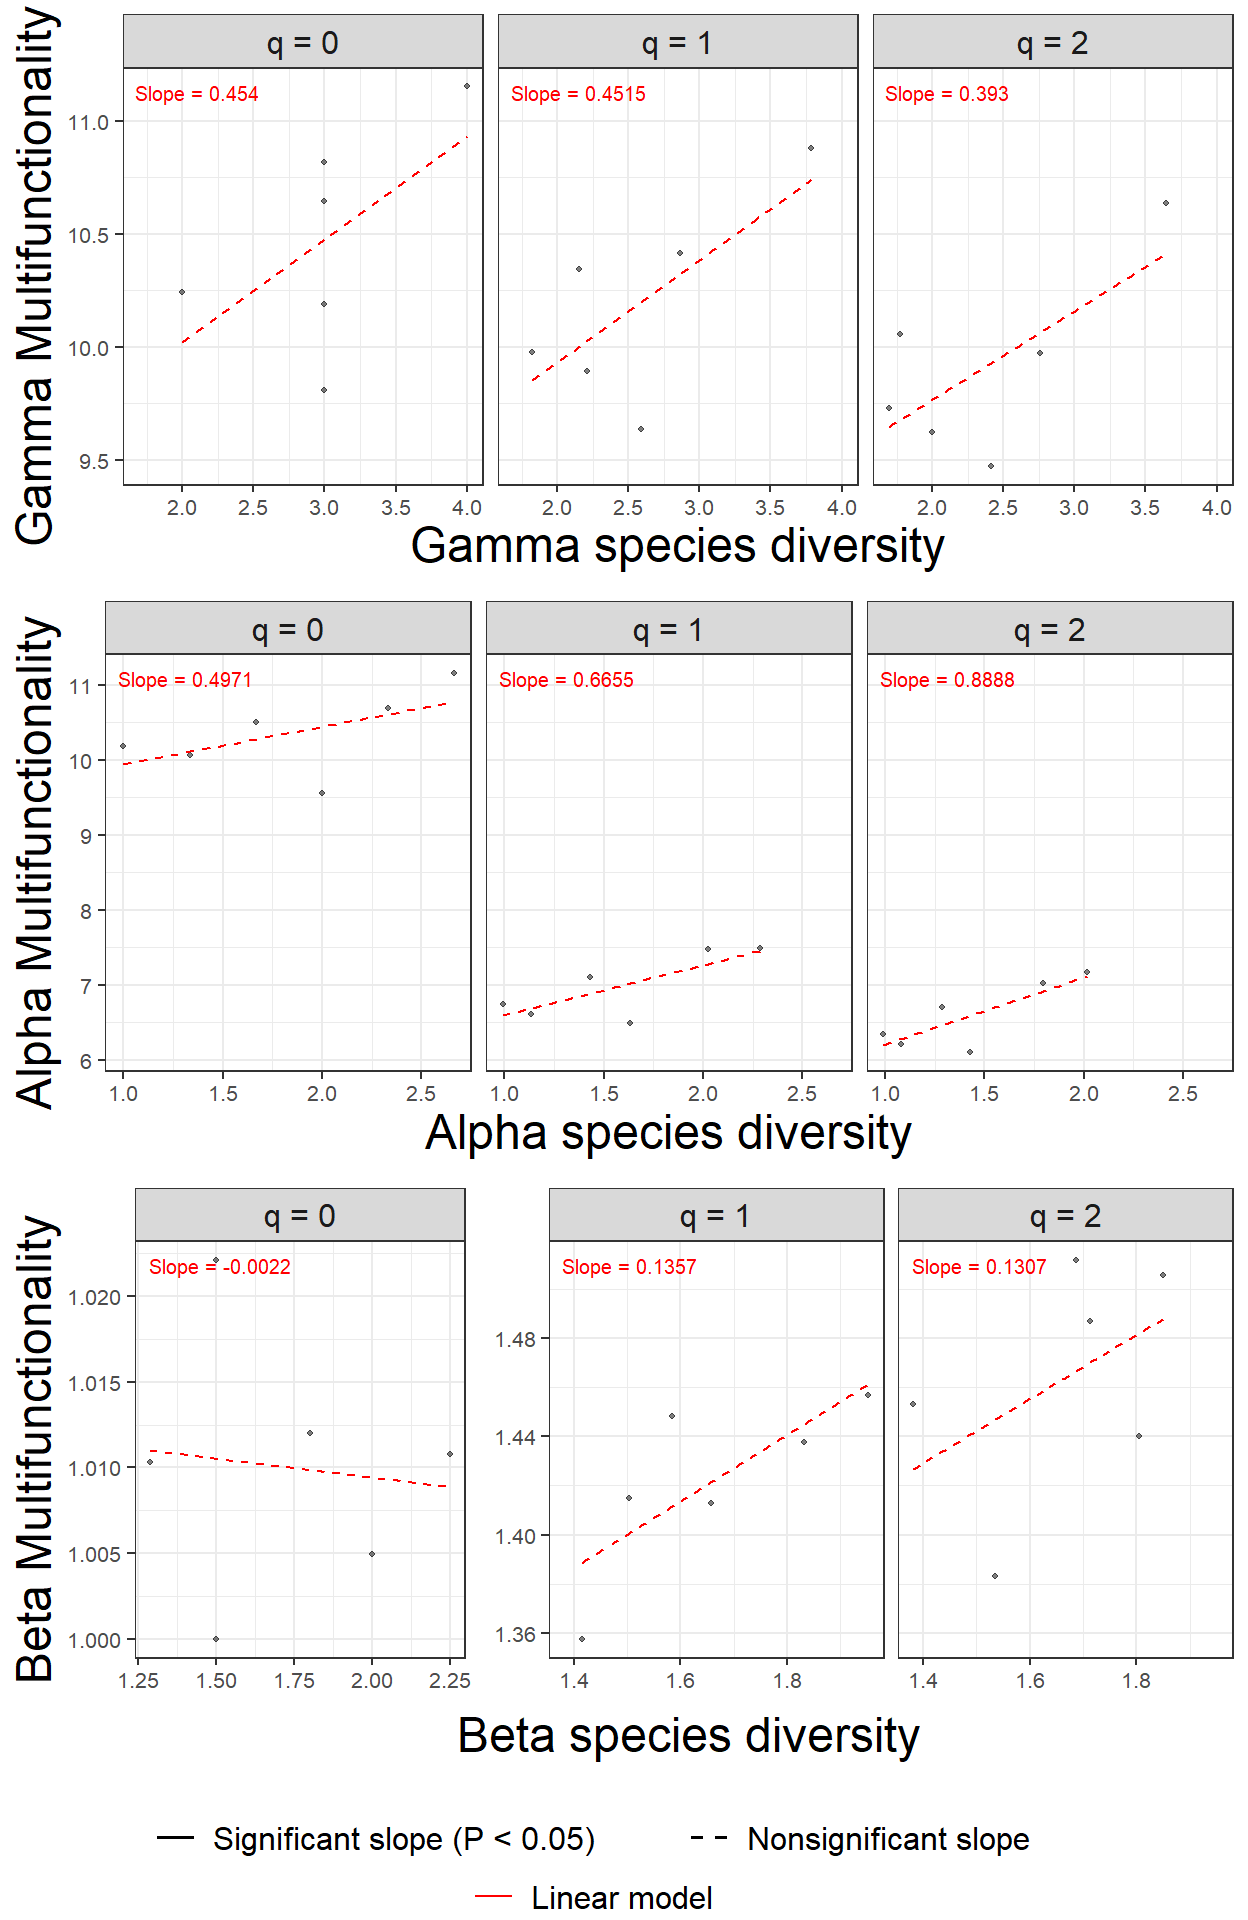 Gamma Multifunctionality
q = 0
q = 1
q = 2
Slope = 0.454
Slope = 0.4515
Slope = 0.393
11.0
10.5
10.0
9.5
2.0 2.5 3.0 3.5 4.0
2.0 2.5 3.0 3.5 4.0
2.0 2.5 3.0 3.5 4.0
Gamma species diversity
Alpha Multifunctionality
q = 0
q = 1
q = 2
Slope = 0.4971
Slope = 0.6655
Slope = 0.8888
11
10
9
8
7
6
1.0 1.5 2.0 2.5
1.0 1.5 2.0 2.5
1.0 1.5 2.0 2.5
Alpha species diversity
Beta Multifunctionality
q = 0
q = 1
q = 2
Slope = -0.0022
Slope = 0.1357
Slope = 0.1307
1.020
1.015
1.010
1.005
1.000
1.48
1.44
1.40
1.36
1.25 1.50 1.75 2.00 2.25
1.4 1.6 1.8
1.4 1.6 1.8
Beta species diversity
Significant slope (P < 0.05)
Nonsignificant slope
Linear model